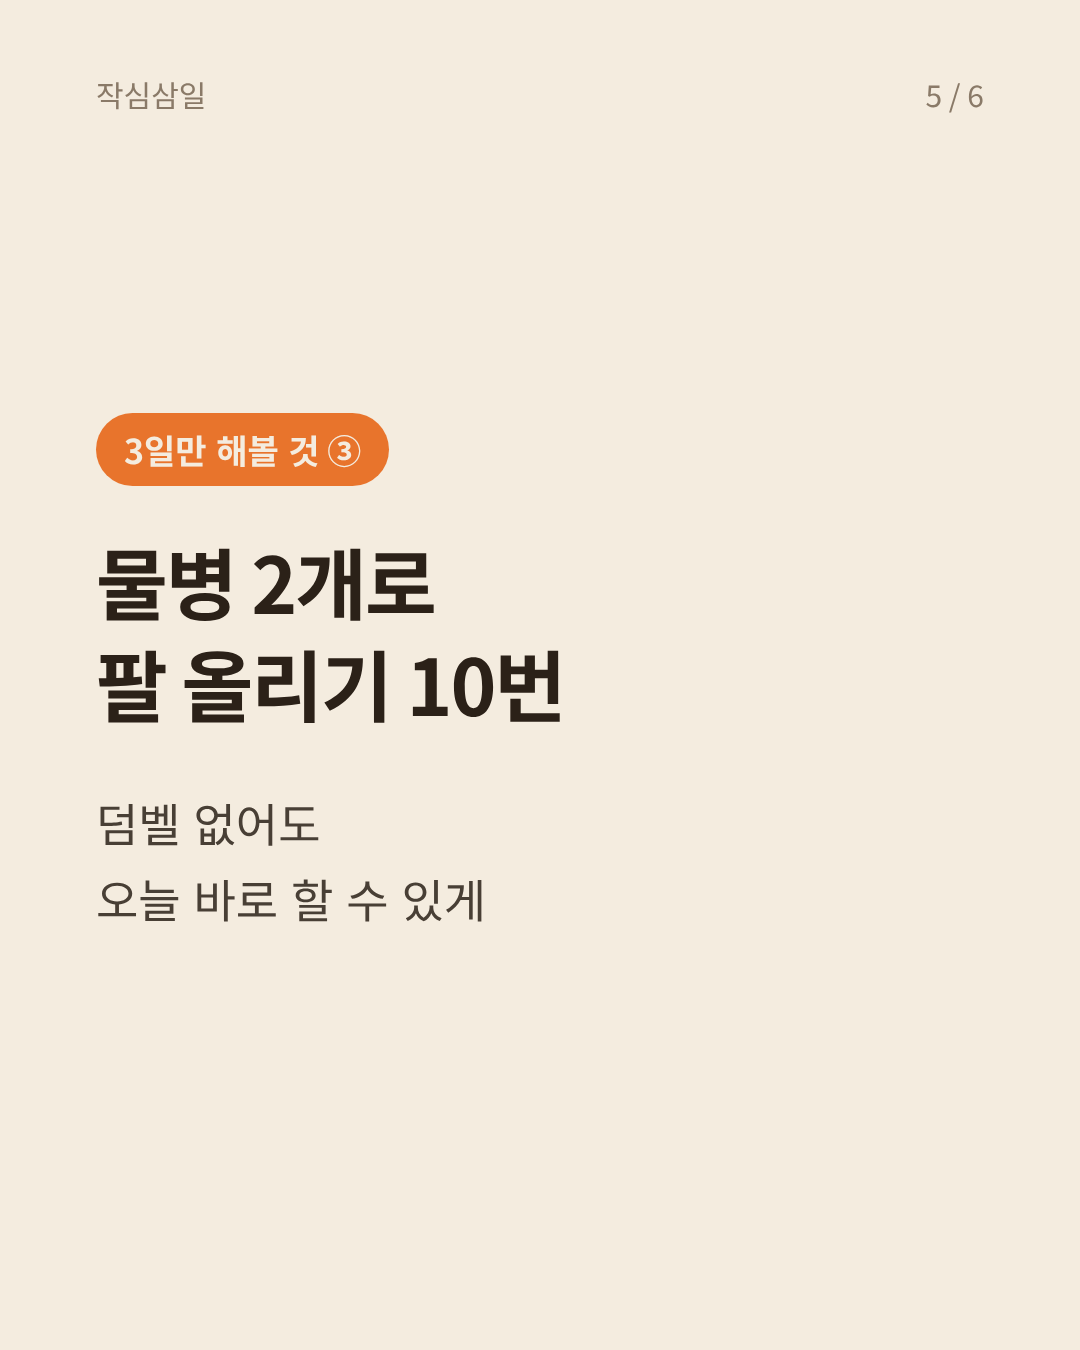 작심삼일
5 / 6
3일만 해볼 것 ③
물병 2개로
팔 올리기 10번
덤벨 없어도
오늘 바로 할 수 있게